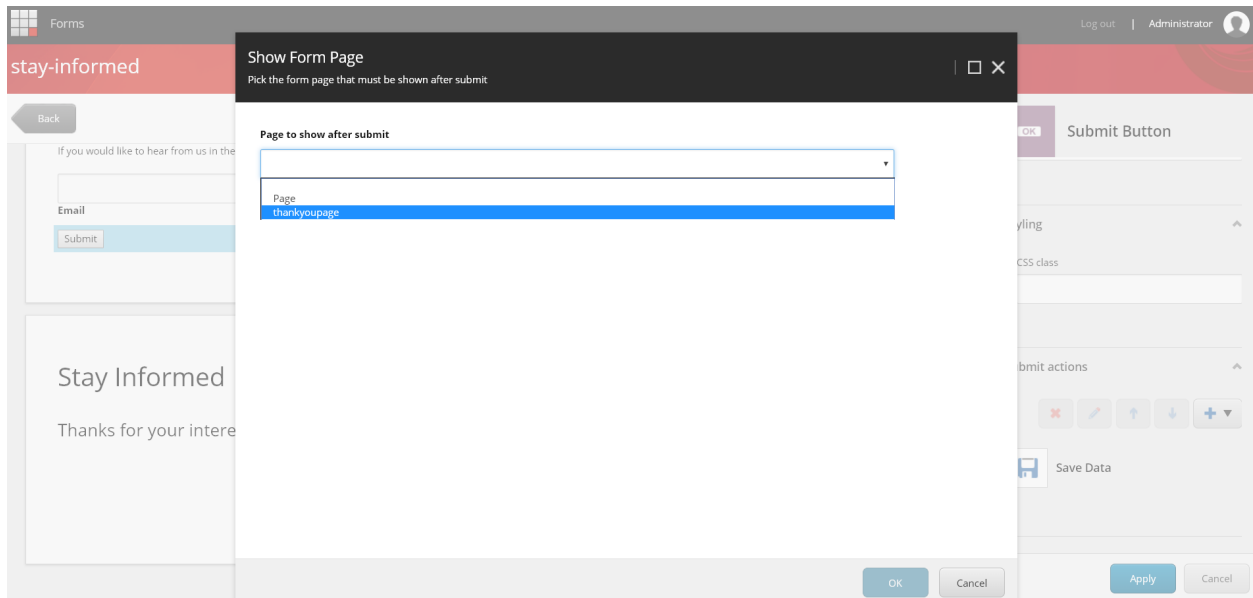 Forms
Log out | Administrator
stay-informed
Show Form Page
Pick the form page that must be shown after submit
Back
OK
Submit Button
If you would like to hear from us in the
Email
Submit
Page to show after submit
Page
thankyoupage
yling
CSS class
Stay Informed
Thanks for your intere
bmit actions
Save Data
OK
Cancel
Apply
Cancel